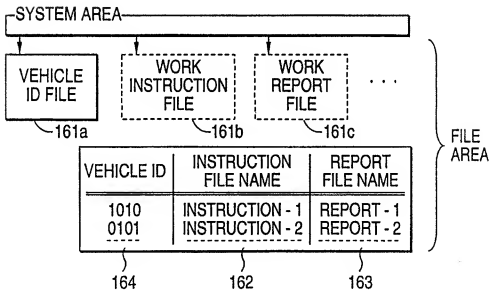 SYSTEM AREA
VEHICLE ID FILE
WORK INSTRUCTION FILE
WORK REPORT FILE
. . .
161a
161b
161c
FILE AREA
VEHICLE ID
INSTRUCTION FILE NAME
REPORT FILE NAME
1010 INSTRUCTION - 1 REPORT - 1
0101 INSTRUCTION - 2 REPORT - 2
164
162
163